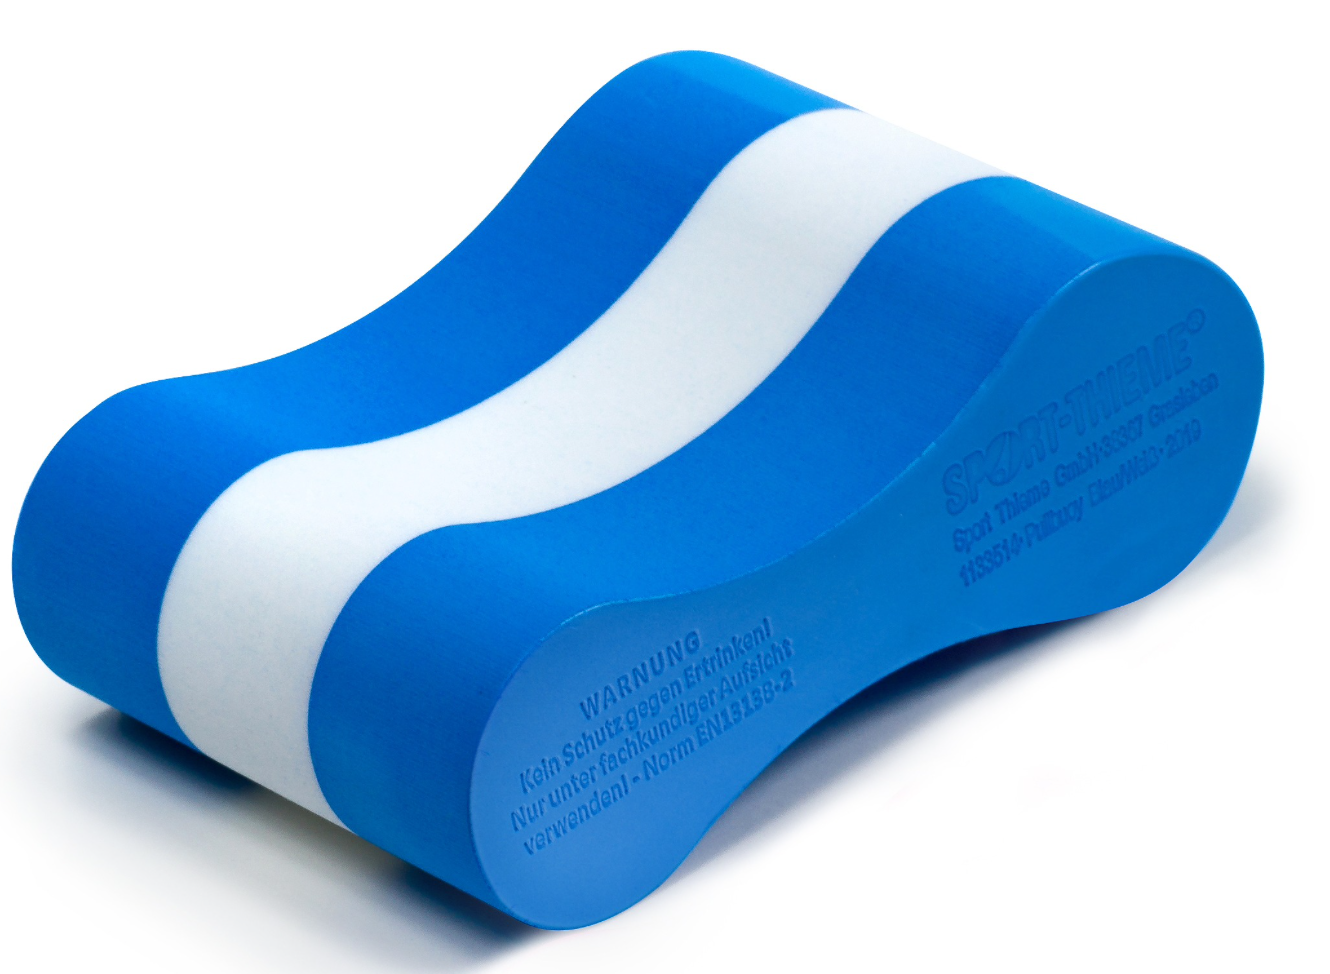 WARNUNG
Kein Schutz gegen Ertrinken!
Nur unter fachkundiger Aufsicht
verwenden! - Norm EN13138-2
SPORT-THIEME®
Sport Thieme GmbH·38367 Grasleben
1133514· Pullbuoy Blau/Weiß· 2019